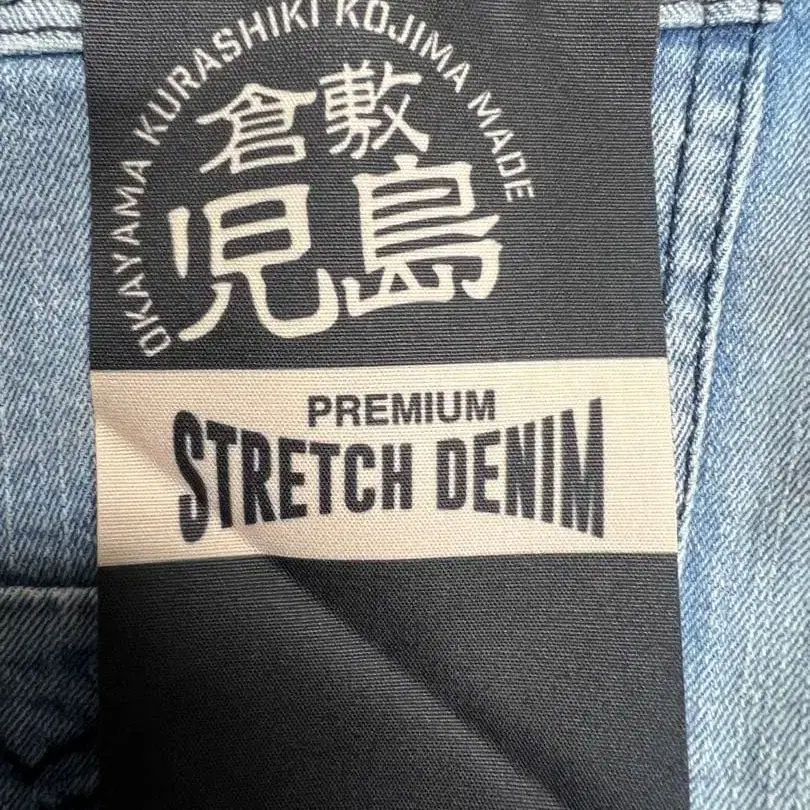 OKAYAMA KURASHIKI KOJIMA MADE
倉敷
児島
PREMIUM
STRETCH DENIM